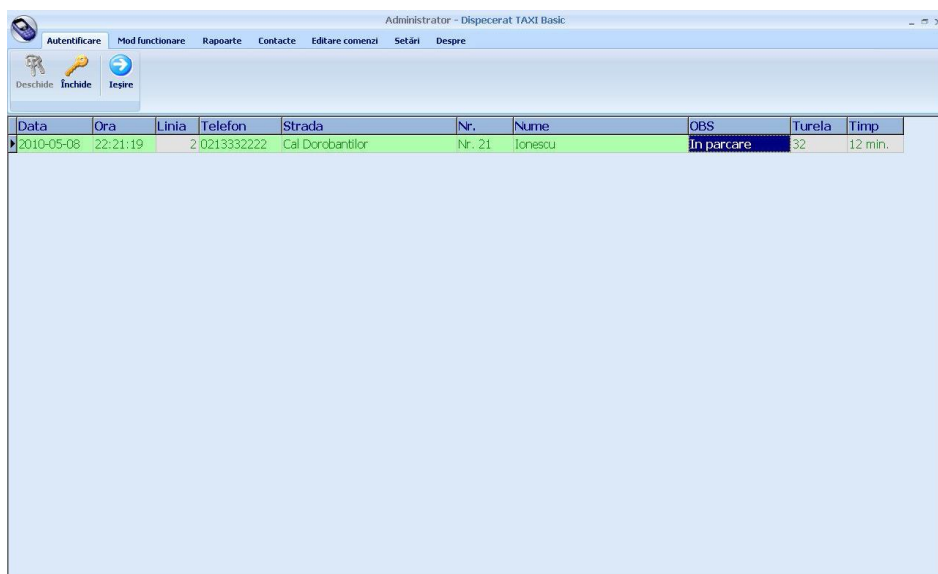 Administrator - Dispecerat TAXI Basic
Autentificare Mod functionare Rapoarte Contacte Editare comenzi Setări Despre
Deschide Închide Ieșire
Data Ora Linia Telefon Strada Nr. Nume OBS Turela Timp
2010-05-08 22:21:19 2 0213332222 Cal Dorobantilor Nr. 21 Ionescu In parcare 32 12 min.